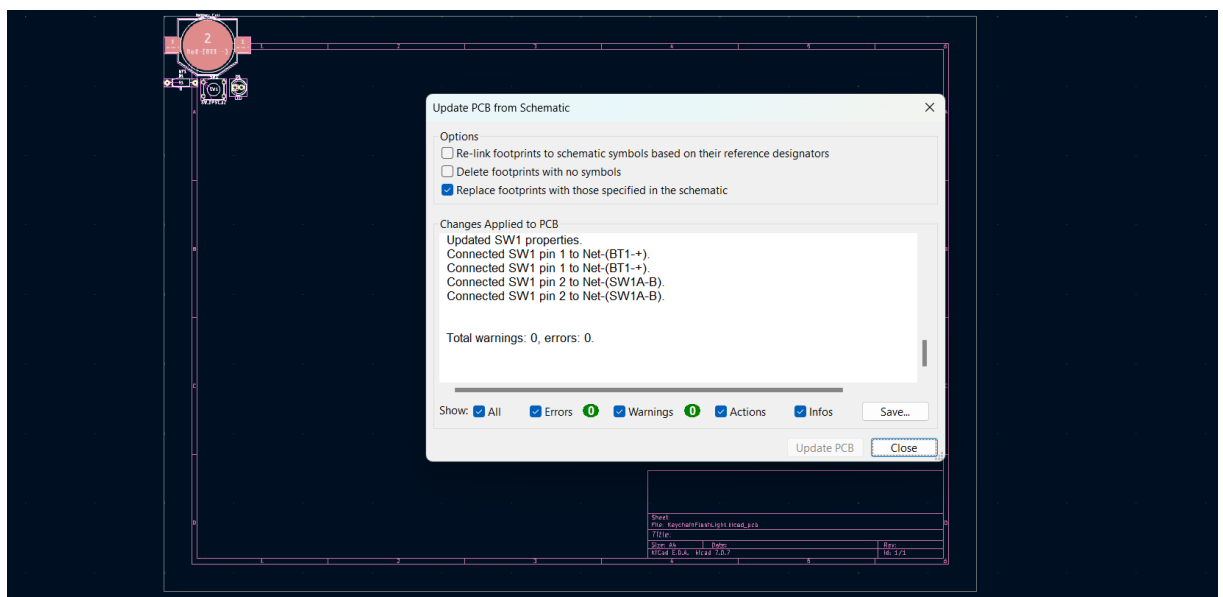 2
SW1
Update PCB from Schematic
Options
Re-link footprints to schematic symbols based on their reference designators
Delete footprints with no symbols
Replace footprints with those specified in the schematic
Changes Applied to PCB
Updated SW1 properties.
Connected SW1 pin 1 to Net-(BT1-+).
Connected SW1 pin 1 to Net-(BT1-+).
Connected SW1 pin 2 to Net-(SW1A-B).
Connected SW1 pin 2 to Net-(SW1A-B).
Total warnings: 0, errors: 0.
Show: All Errors 0 Warnings 0 Actions Infos Save...
Update PCB Close
Sheet:
File: KeychainFlashLight.kicad_pcb
Title:
Size: A4 Date: Rev:
KiCad E.D.A. kicad 7.0.7 Id: 1/1